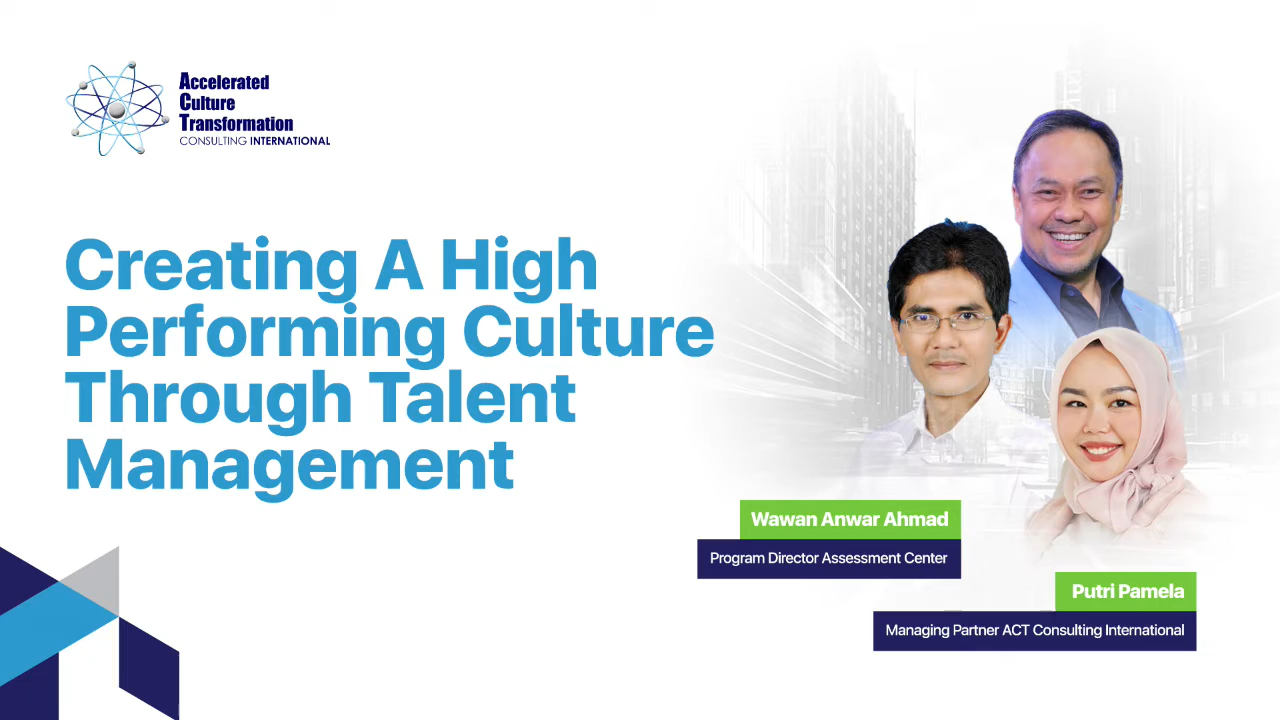 Accelerated
Culture
Transformation
CONSULTING INTERNATIONAL
Creating A High
Performing Culture
Through Talent
Management
Wawan Anwar Ahmad
Program Director Assessment Center
Putri Pamela
Managing Partner ACT Consulting International